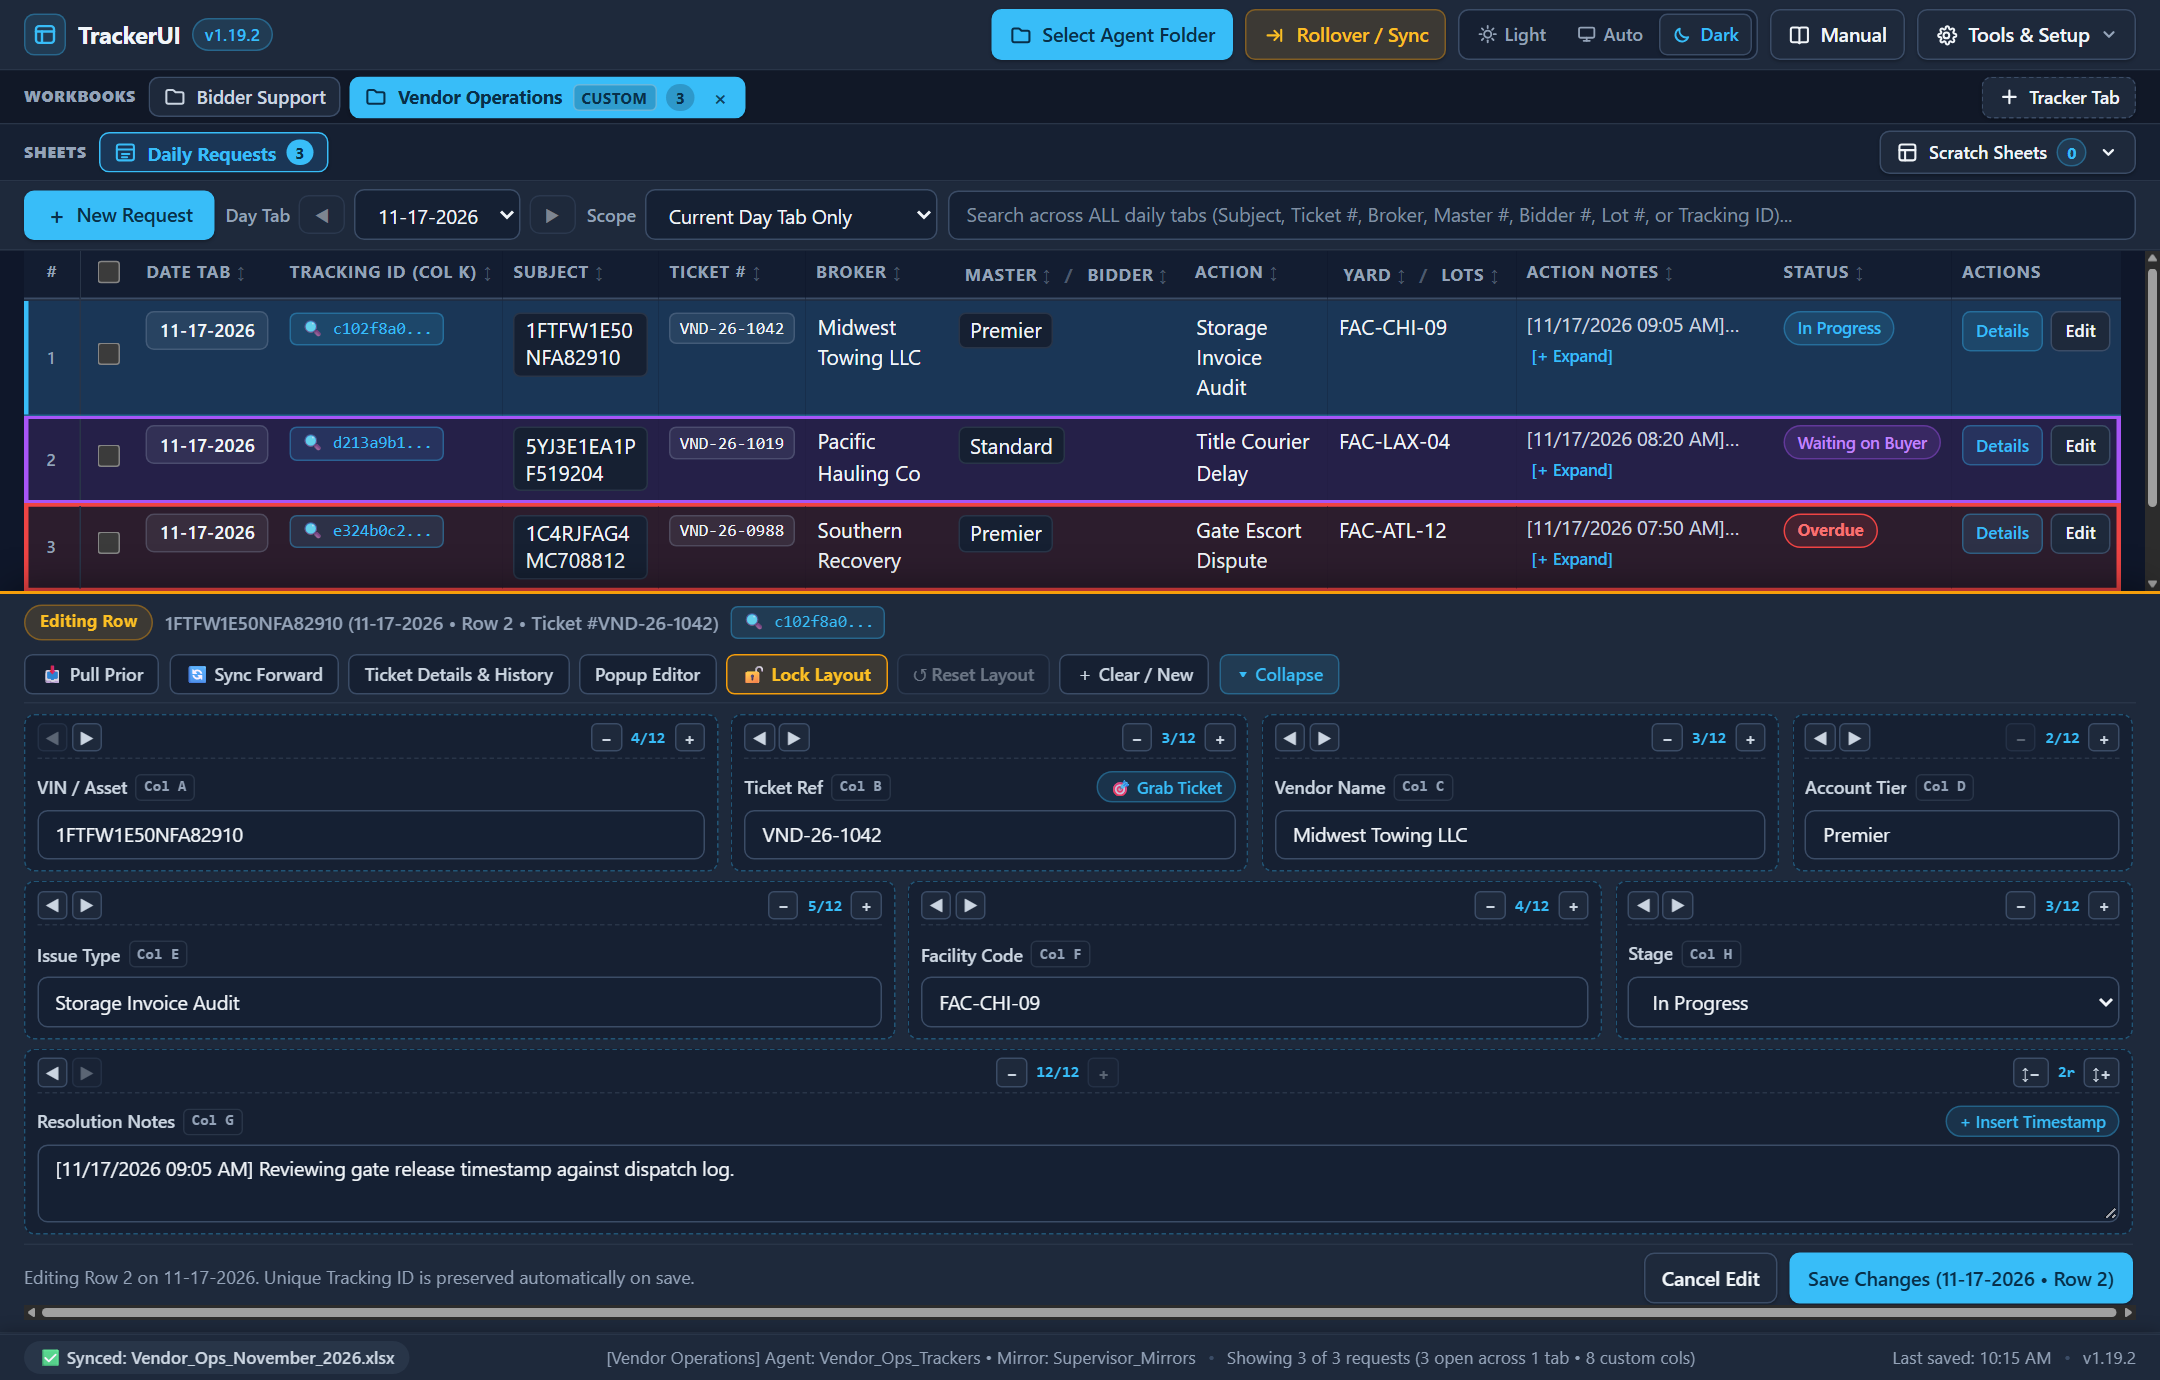 TrackerUI v1.19.2 Select Agent Folder Rollover / Sync Light Auto Dark Manual Tools & Setup
WORKBOOKS Bidder Support Vendor Operations CUSTOM 3 × + Tracker Tab
SHEETS Daily Requests 3 Scratch Sheets 0
+ New Request Day Tab ◀ 11-17-2026 ▶ Scope Current Day Tab Only Search across ALL daily tabs (Subject, Ticket #, Broker, Master #, Bidder #, Lot #, or Tracking ID)...
# DATE TAB ↕ TRACKING ID (COL K) ↕ SUBJECT ↕ TICKET # ↕ BROKER ↕ MASTER ↕ / BIDDER ↕ ACTION ↕ YARD ↕ / LOTS ↕ ACTION NOTES ↕ STATUS ↕ ACTIONS
1 11-17-2026 🔍 c102f8a0... 1FTFW1E50 VND-26-1042 Midwest Premier Storage FAC-CHI-09 [11/17/2026 09:05 AM]... In Progress Details Edit
NFA82910 Towing LLC Invoice [+ Expand]
Audit
2 11-17-2026 🔍 d213a9b1... 5YJ3E1EA1P VND-26-1019 Pacific Standard Title Courier FAC-LAX-04 [11/17/2026 08:20 AM]... Waiting on Buyer Details Edit
F519204 Hauling Co Delay [+ Expand]
3 11-17-2026 🔍 e324b0c2... 1C4RJFAG4 VND-26-0988 Southern Premier Gate Escort FAC-ATL-12 [11/17/2026 07:50 AM]... Overdue Details Edit
MC708812 Recovery Dispute [+ Expand]
Editing Row 1FTFW1E50NFA82910 (11-17-2026 • Row 2 • Ticket #VND-26-1042) 🔍 c102f8a0...
📥 Pull Prior 🔄 Sync Forward Ticket Details & History Popup Editor 🔓 Lock Layout ↺ Reset Layout + Clear / New ▾ Collapse
◀ ▶ − 4/12 + ◀ ▶ − 3/12 + ◀ ▶ − 3/12 + ◀ ▶ − 2/12 +
VIN / Asset Col A Ticket Ref Col B 🎯 Grab Ticket Vendor Name Col C Account Tier Col D
1FTFW1E50NFA82910 VND-26-1042 Midwest Towing LLC Premier
◀ ▶ − 5/12 + ◀ ▶ − 4/12 + ◀ ▶ − 3/12 +
Issue Type Col E Facility Code Col F Stage Col H
Storage Invoice Audit FAC-CHI-09 In Progress
◀ ▶ − 12/12 + ↕− 2r ↕+
Resolution Notes Col G + Insert Timestamp
[11/17/2026 09:05 AM] Reviewing gate release timestamp against dispatch log.
Editing Row 2 on 11-17-2026. Unique Tracking ID is preserved automatically on save. Cancel Edit Save Changes (11-17-2026 • Row 2)
✅ Synced: Vendor_Ops_November_2026.xlsx [Vendor Operations] Agent: Vendor_Ops_Trackers • Mirror: Supervisor_Mirrors • Showing 3 of 3 requests (3 open across 1 tab • 8 custom cols) Last saved: 10:15 AM • v1.19.2